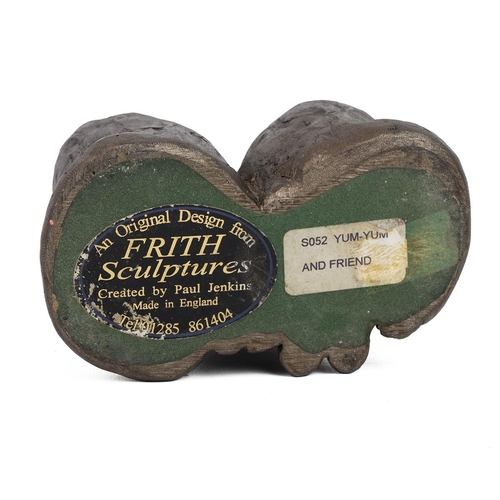 An Original Design from
FRITH
Sculptures
Created by Paul Jenkins
Made in England
Tel 01285 861404
S052 YUM-YUM
AND FRIEND